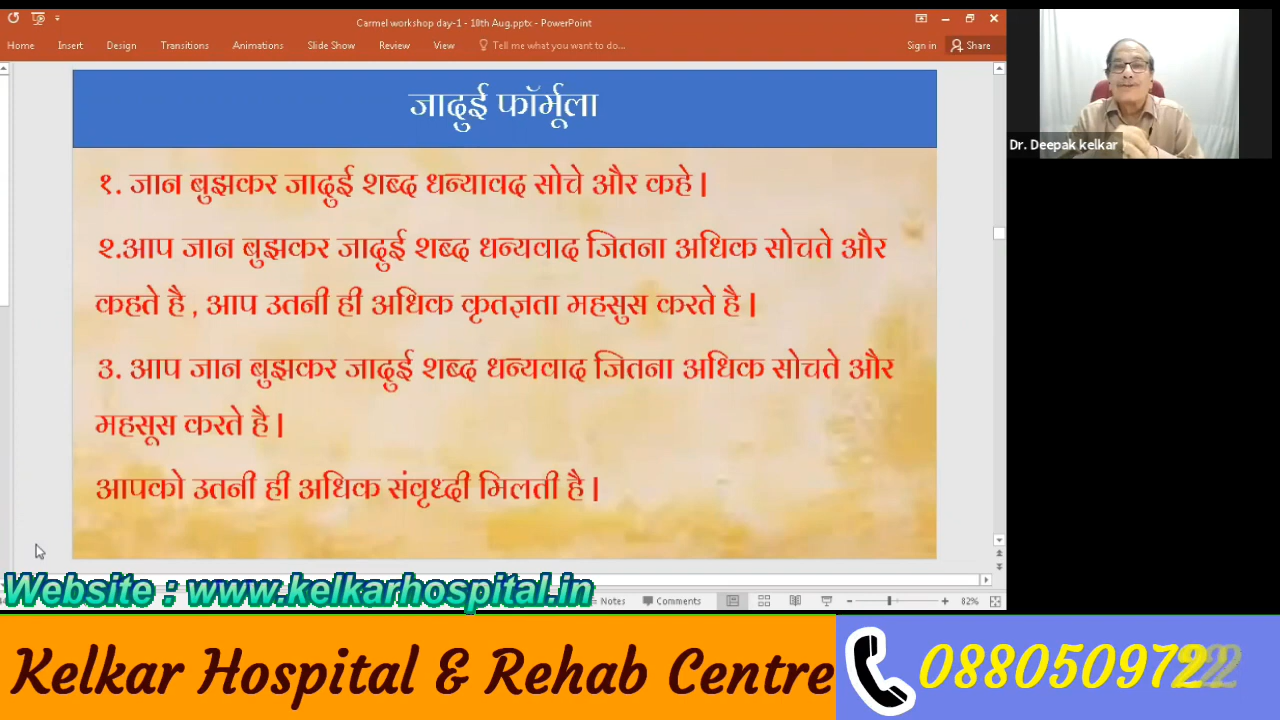 Carmel workshop day-1 - 10th Aug.pptx - PowerPoint
Home Insert Design Transitions Animations Slide Show Review View Tell me what you want to do... Sign in Share
जादुई फॉर्मूला
१. जान बुझकर जादुई शब्द धन्यावद सोचे और कहे |
२.आप जान बुझकर जादुई शब्द धन्यवाद जितना अधिक सोचते और
कहते है , आप उतनी ही अधिक कृतज्ञता महसुस करते है |
३. आप जान बुझकर जादुई शब्द धन्यवाद जितना अधिक सोचते और
महसूस करते है |
आपको उतनी ही अधिक संवृध्दी मिलती है |
Dr. Deepak kelkar
Website : www.kelkarhospital.in
Notes Comments 82%
Kelkar Hospital & Rehab Centre